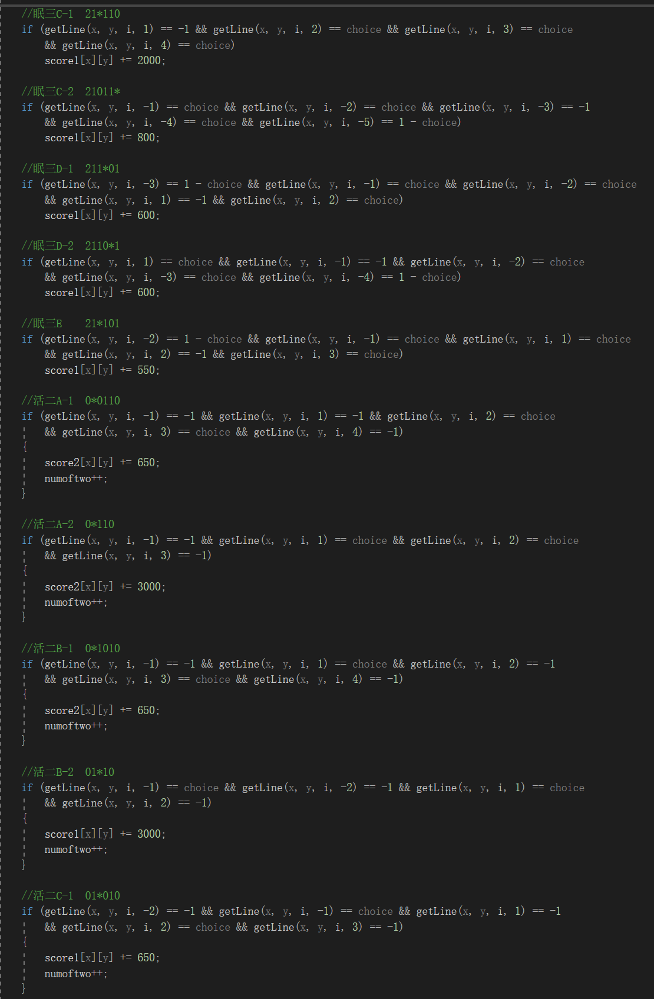 //眠三C-1  21*110
if (getLine(x, y, i, 1) == -1 && getLine(x, y, i, 2) == choice && getLine(x, y, i, 3) == choice
    && getLine(x, y, i, 4) == choice)
    score1[x][y] += 2000;
//眠三C-2  21011*
if (getLine(x, y, i, -1) == choice && getLine(x, y, i, -2) == choice && getLine(x, y, i, -3) == -1
    && getLine(x, y, i, -4) == choice && getLine(x, y, i, -5) == 1 - choice)
    score1[x][y] += 800;
//眠三D-1  211*01
if (getLine(x, y, i, -3) == 1 - choice && getLine(x, y, i, -1) == choice && getLine(x, y, i, -2) == choice
    && getLine(x, y, i, 1) == -1 && getLine(x, y, i, 2) == choice)
    score1[x][y] += 600;
//眠三D-2  2110*1
if (getLine(x, y, i, 1) == choice && getLine(x, y, i, -1) == -1 && getLine(x, y, i, -2) == choice
    && getLine(x, y, i, -3) == choice && getLine(x, y, i, -4) == 1 - choice)
    score1[x][y] += 600;
//眠三E    21*101
if (getLine(x, y, i, -2) == 1 - choice && getLine(x, y, i, -1) == choice && getLine(x, y, i, 1) == choice
    && getLine(x, y, i, 2) == -1 && getLine(x, y, i, 3) == choice)
    score1[x][y] += 550;
//活二A-1  0*0110
if (getLine(x, y, i, -1) == -1 && getLine(x, y, i, 1) == -1 && getLine(x, y, i, 2) == choice
    && getLine(x, y, i, 3) == choice && getLine(x, y, i, 4) == -1)
{
    score2[x][y] += 650;
    numoftwo++;
}
//活二A-2  0*110
if (getLine(x, y, i, -1) == -1 && getLine(x, y, i, 1) == choice && getLine(x, y, i, 2) == choice
    && getLine(x, y, i, 3) == -1)
{
    score2[x][y] += 3000;
    numoftwo++;
}
//活二B-1  0*1010
if (getLine(x, y, i, -1) == -1 && getLine(x, y, i, 1) == choice && getLine(x, y, i, 2) == -1
    && getLine(x, y, i, 3) == choice && getLine(x, y, i, 4) == -1)
{
    score2[x][y] += 650;
    numoftwo++;
}
//活二B-2  01*10
if (getLine(x, y, i, -1) == choice && getLine(x, y, i, -2) == -1 && getLine(x, y, i, 1) == choice
    && getLine(x, y, i, 2) == -1)
{
    score1[x][y] += 3000;
    numoftwo++;
}
//活二C-1  01*010
if (getLine(x, y, i, -2) == -1 && getLine(x, y, i, -1) == choice && getLine(x, y, i, 1) == -1
    && getLine(x, y, i, 2) == choice && getLine(x, y, i, 3) == -1)
{
    score1[x][y] += 650;
    numoftwo++;
}